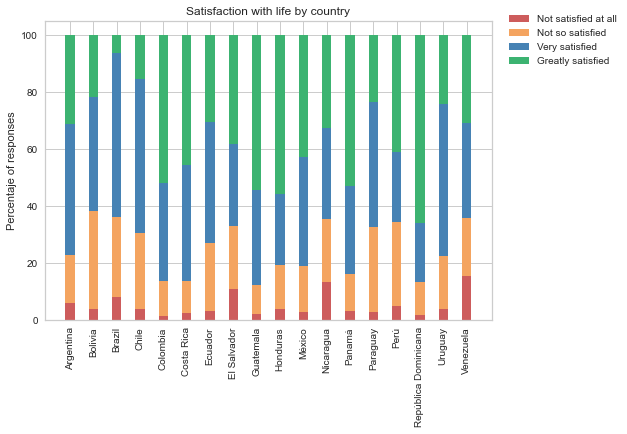 Satisfaction with life by country
Not satisfied at all
Not so satisfied
Very satisfied
Greatly satisfied
Percentaje of responses
100
80
60
40
20
0
Argentina
Bolivia
Brazil
Chile
Colombia
Costa Rica
Ecuador
El Salvador
Guatemala
Honduras
México
Nicaragua
Panamá
Paraguay
Perú
República Dominicana
Uruguay
Venezuela